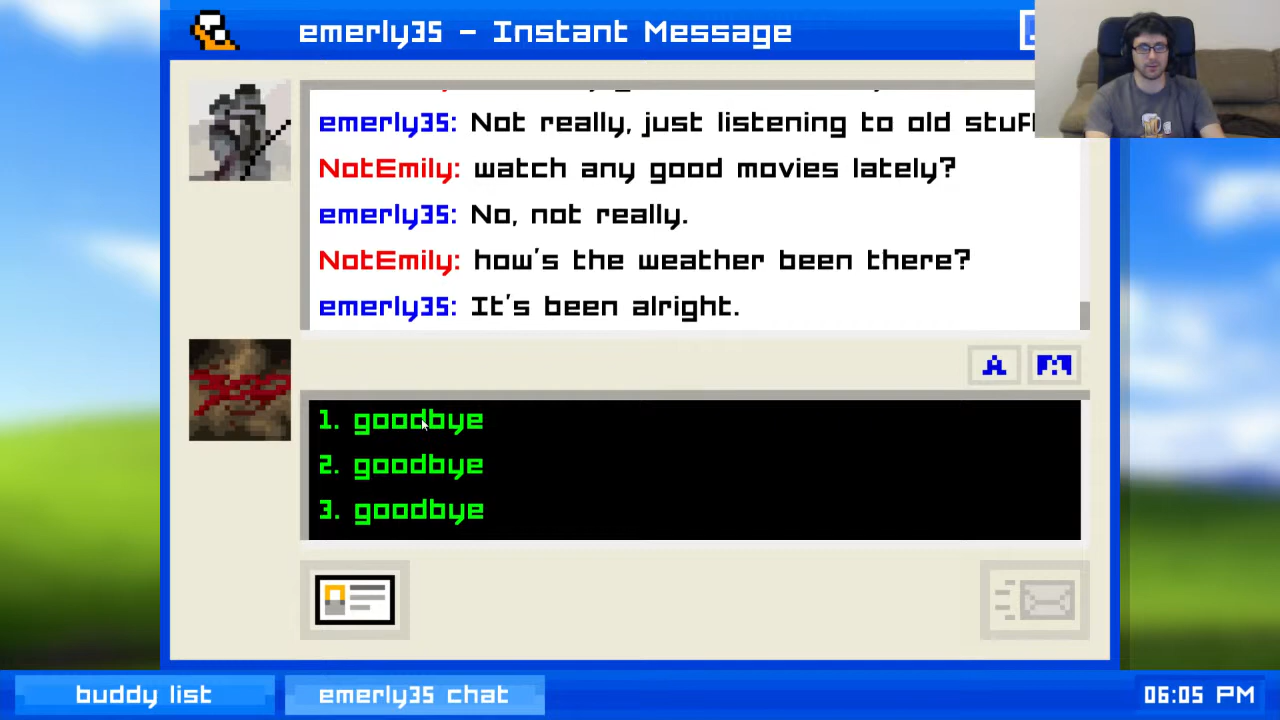 emerly35 - Instant Message
emerly35: Not really, just listening to old stuff
NotEmily: watch any good movies lately?
emerly35: No, not really.
NotEmily: how's the weather been there?
emerly35: It's been alright.
A
1. goodbye
2. goodbye
3. goodbye
buddy list
emerly35 chat
06:05 PM